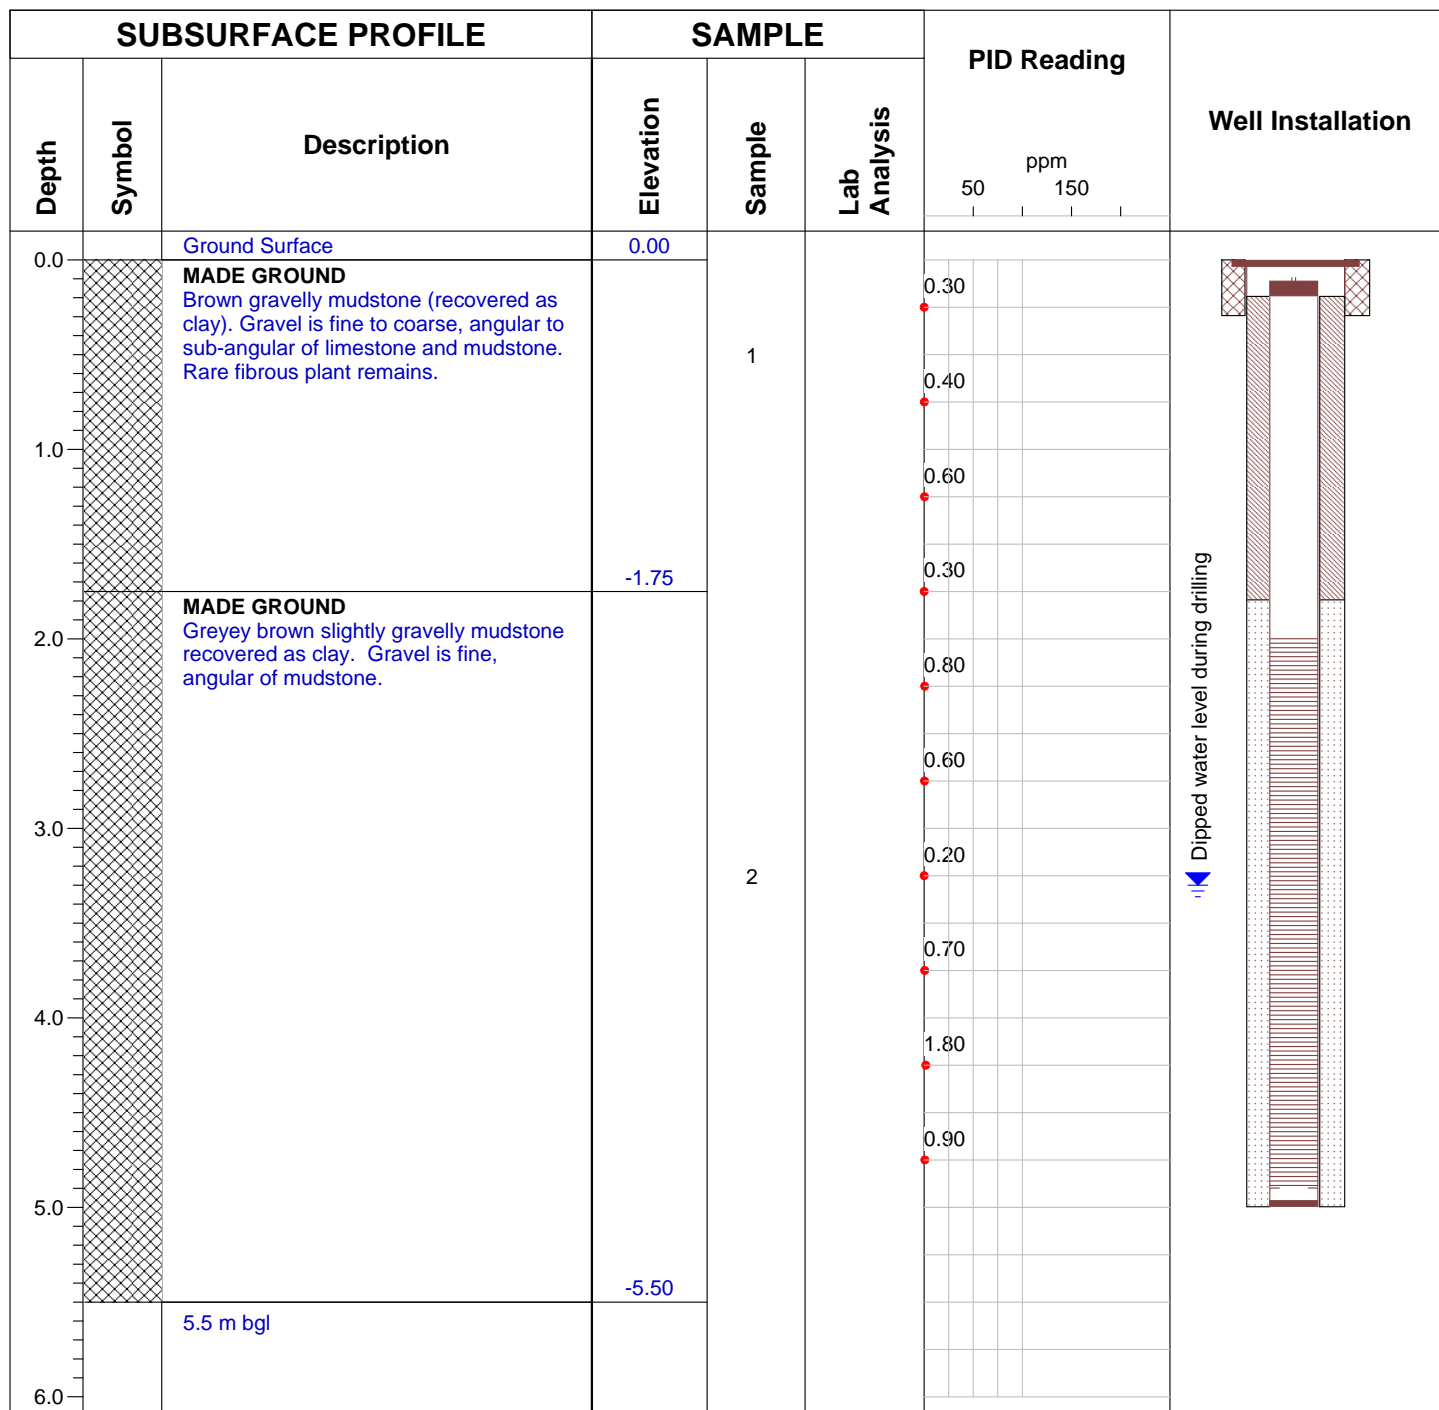 SUBSURFACE PROFILE
SAMPLE
PID Reading
Well Installation
Depth
Symbol
Description
Elevation
Sample
Lab
Analysis
ppm
50 150
Ground Surface
0.00
0.0
MADE GROUND
Brown gravelly mudstone (recovered as
clay). Gravel is fine to coarse, angular to
sub-angular of limestone and mudstone.
Rare fibrous plant remains.
0.30
1
0.40
1.0
0.60
0.30
-1.75
MADE GROUND
Greyey brown slightly gravelly mudstone
recovered as clay.  Gravel is fine,
angular of mudstone.
2.0
0.80
0.60
Dipped water level during drilling
3.0
0.20
2
0.70
4.0
1.80
0.90
5.0
-5.50
5.5 m bgl
6.0